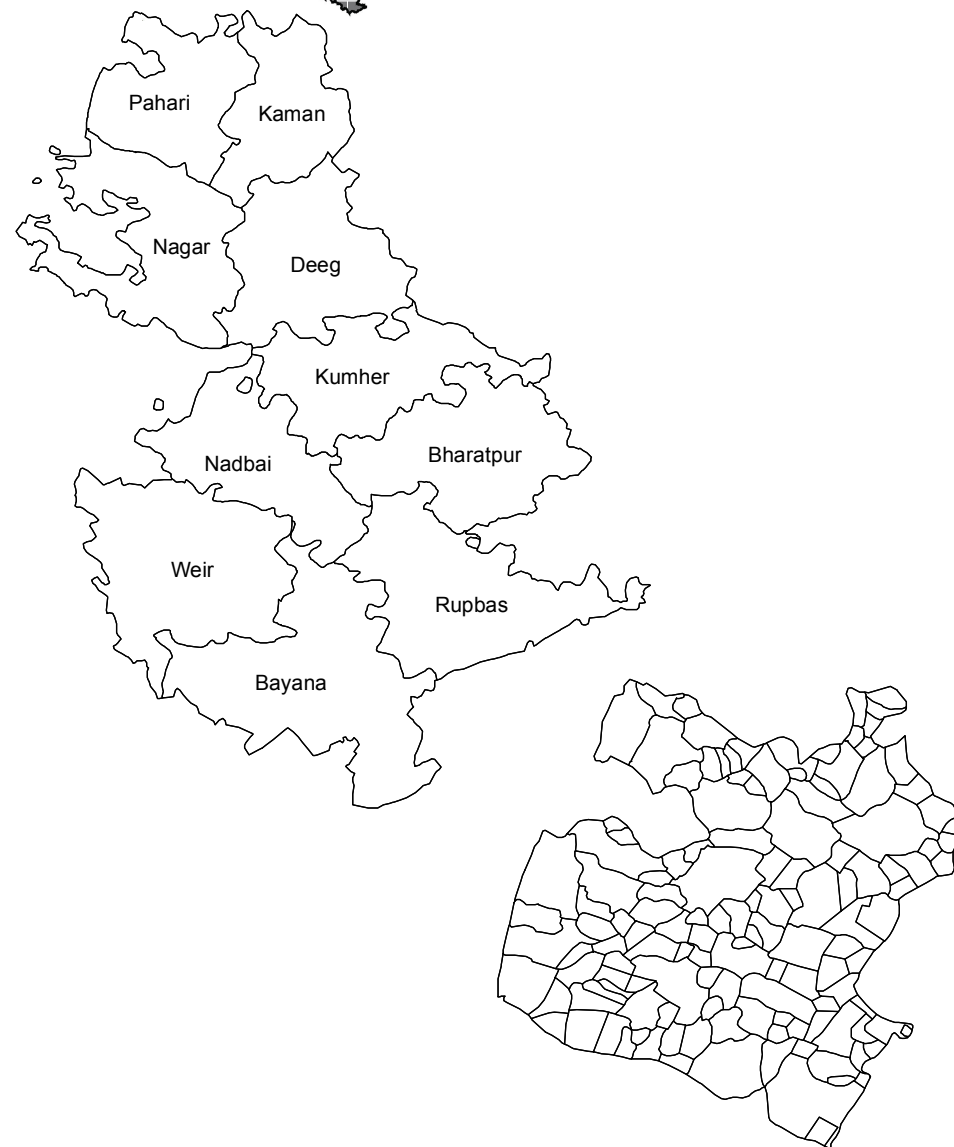 Pahari
Kaman
Nagar
Deeg
Kumher
Bharatpur
Nadbai
Weir
Rupbas
Bayana